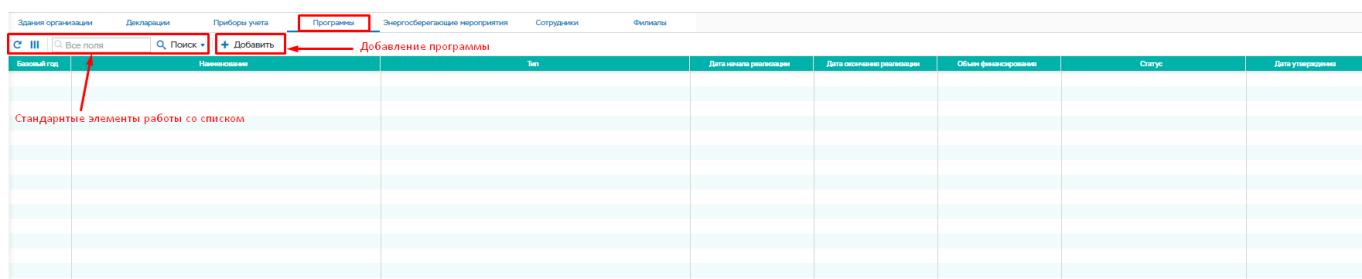 Здания организации Декларации Приборы учета Программы Энергосберегающие мероприятия Сотрудники Филиалы
Все поля Поиск + Добавить Добавление программы
Базовый год Наименование Тип Дата начала реализации Дата окончания реализации Объем финансирования Статус Дата утверждения
Стандарнтые элементы работы со списком